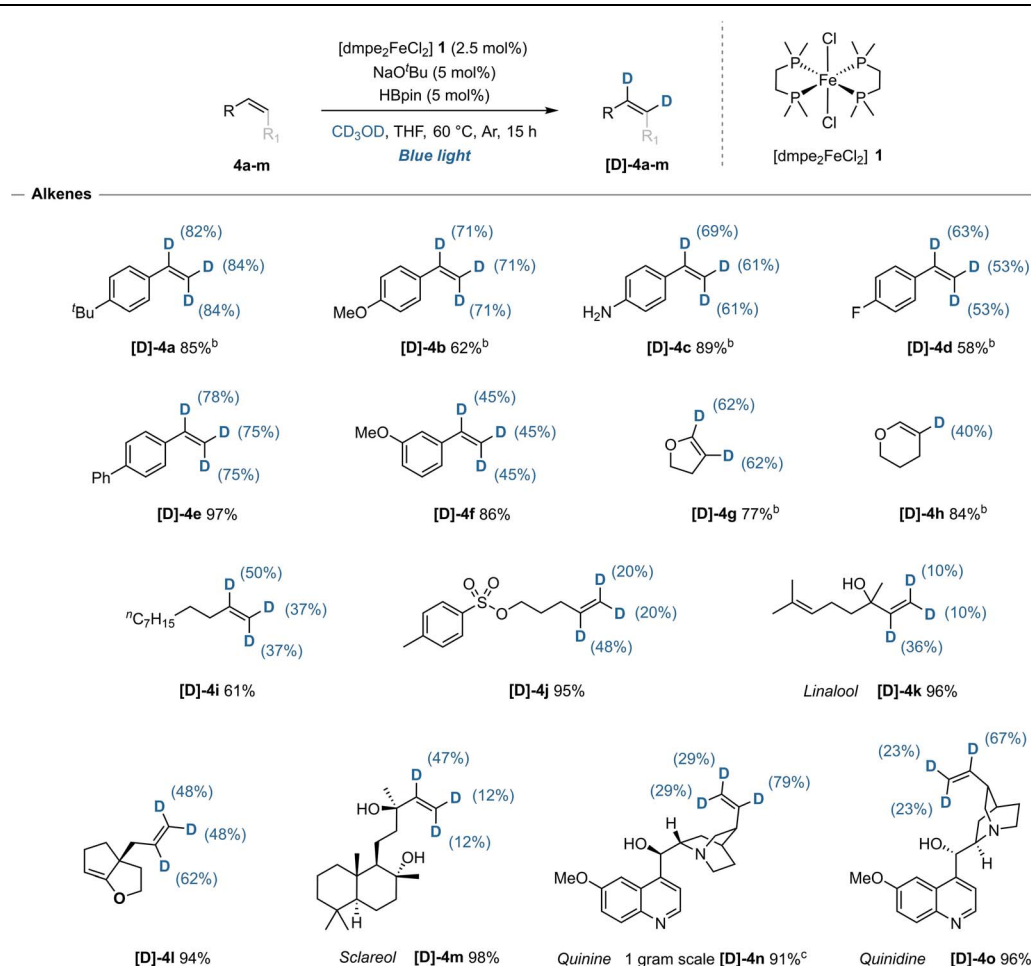 [dmpe2FeCl2] 1 (2.5 mol%)
NaOtBu (5 mol%)
HBpin (5 mol%)
CD3OD, THF, 60 °C, Ar, 15 h
Blue light
R
R1
4a-m
D
D
R
R1
[D]-4a-m
Cl
P P
Fe
P P
Cl
[dmpe2FeCl2] 1
Alkenes
D (82%)
D (84%)
D (84%)
tBu
[D]-4a 85%b
D (71%)
D (71%)
D (71%)
MeO
[D]-4b 62%b
D (69%)
D (61%)
D (61%)
H2N
[D]-4c 89%b
D (63%)
D (53%)
D (53%)
F
[D]-4d 58%b
D (78%)
D (75%)
D (75%)
Ph
[D]-4e 97%
D (45%)
D (45%)
D (45%)
MeO
[D]-4f 86%
D (62%)
D (62%)
O
[D]-4g 77%b
D (40%)
O
[D]-4h 84%b
D (50%)
D (37%)
D (37%)
nC7H15
[D]-4i 61%
O O
S
O
D (20%)
D (20%)
D (48%)
[D]-4j 95%
HO
D (10%)
D (10%)
D (36%)
Linalool [D]-4k 96%
(48%)
D
D (48%)
D
(62%)
O
[D]-4l 94%
(47%)
D
D (12%)
D (12%)
HO
OH
H
Sclareol [D]-4m 98%
(29%)
D
(29%) D
D (79%)
H
HO
N
MeO
N
Quinine 1 gram scale [D]-4n 91%c
(67%)
D
(23%) D
D
(23%)
N
HO
H
MeO
N
Quinidine [D]-4o 96%